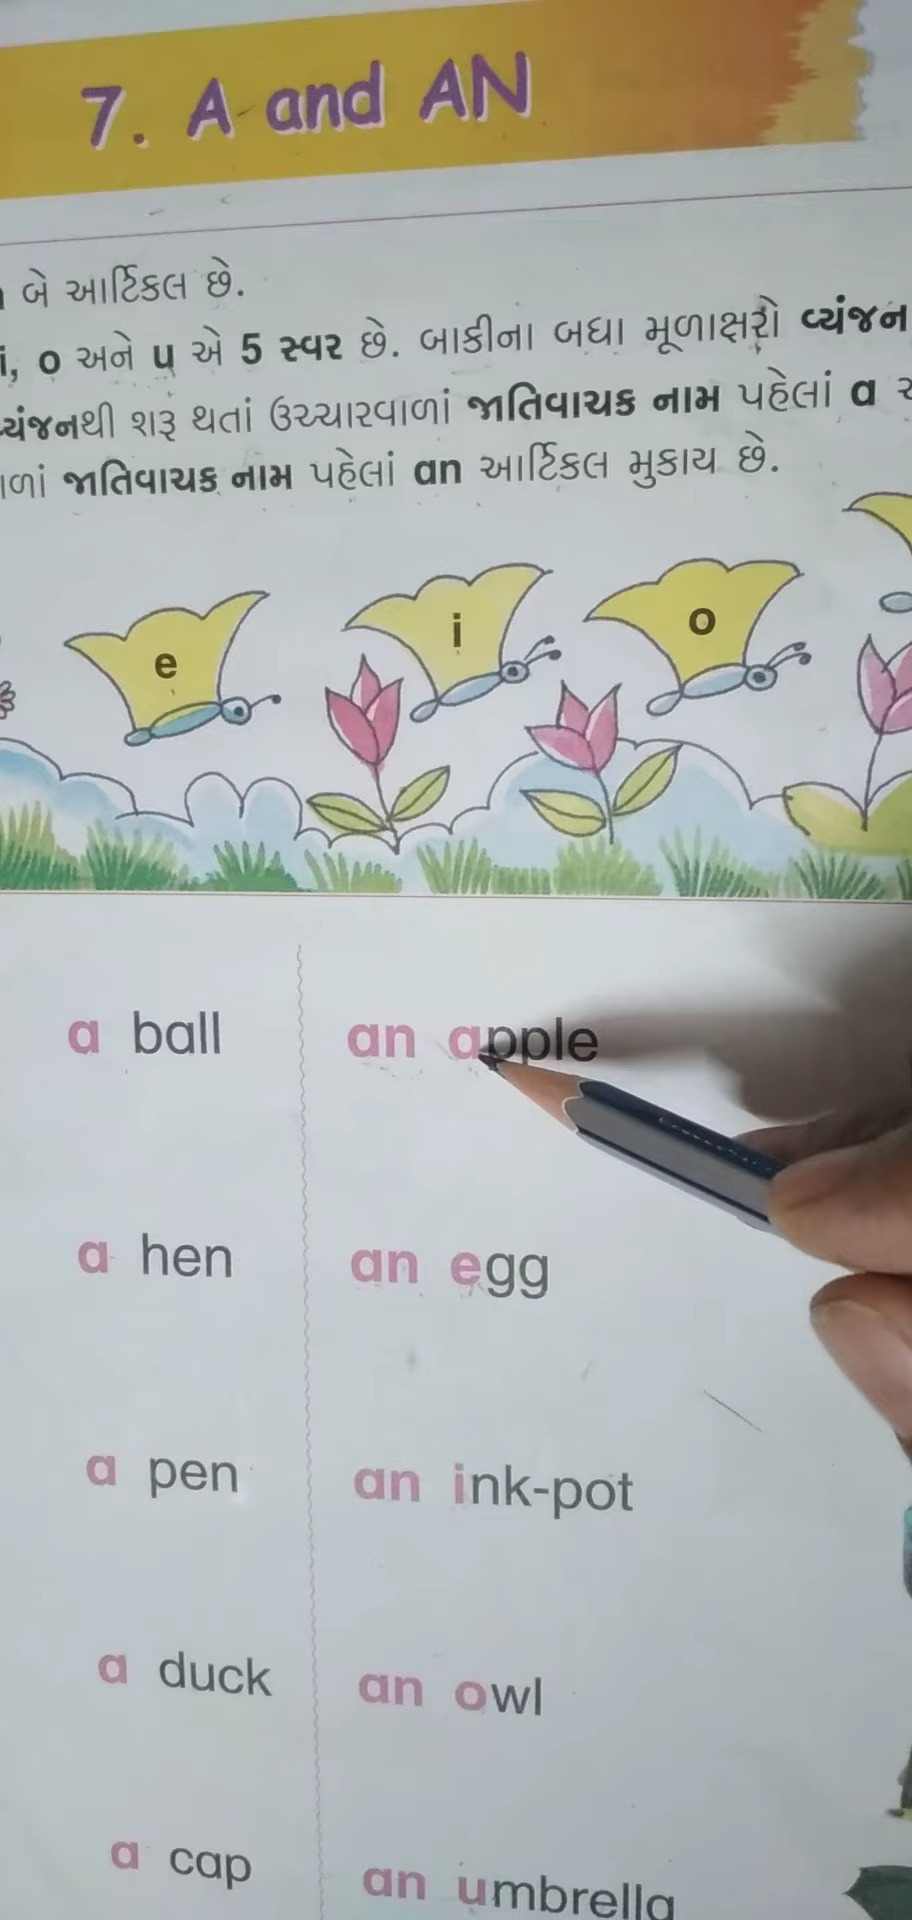 7. A and AN
બે આર્ટિકલ છે.
i, o અને u એ 5 સ્વર છે. બાકીના બધા મૂળાક્ષરો વ્યંજન
વ્યંજનથી શરૂ થતાં ઉચ્ચારવાળાં જાતિવાચક નામ પહેલાં a
જાતિવાચક નામ પહેલાં an આર્ટિકલ મુકાય છે.
e i o
a ball an apple
a hen an egg
a pen an ink-pot
a duck an owl
a cap an umbrella